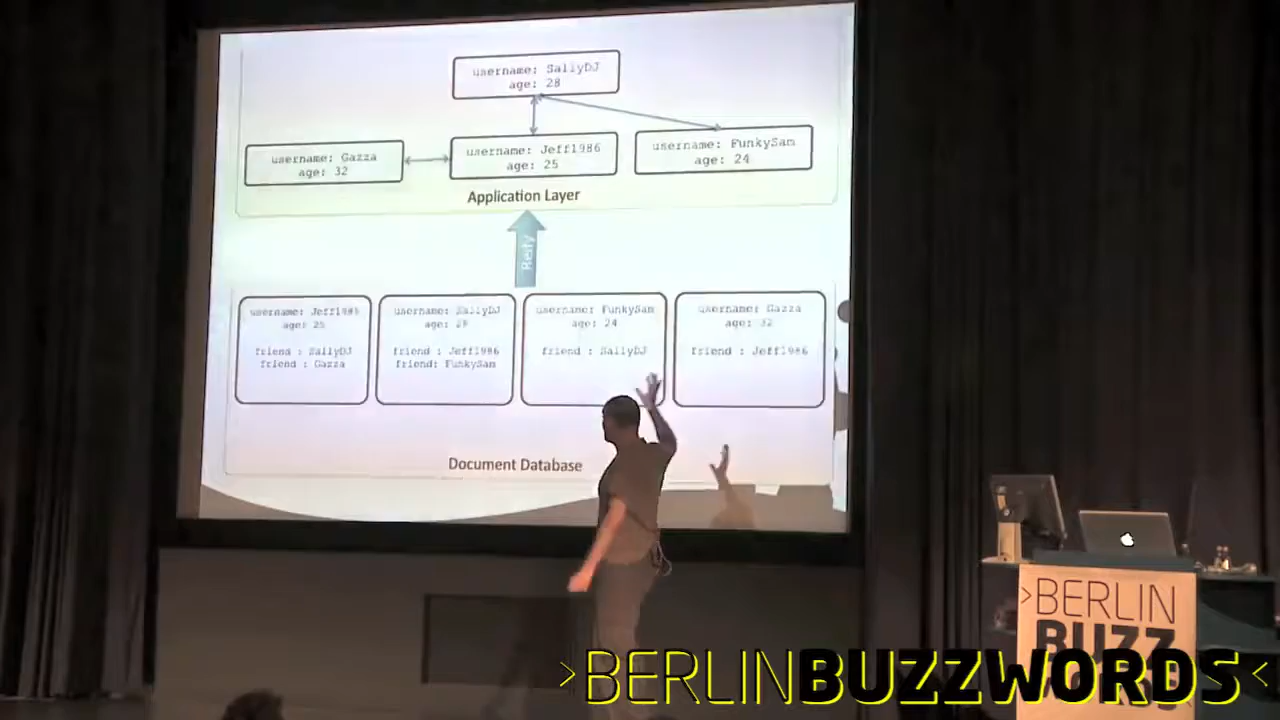 username: SallyDJ
age: 28
username: Gazza
age: 32
username: Jeff1986
age: 25
username: FunkySam
age: 24
Application Layer
Reify
username: Jeff1986
age: 25
friend : SallyDJ
friend : Gazza
username: SallyDJ
age: 28
friend : Jeff1986
friend: FunkySam
username: FunkySam
age: 24
friend : SallyDJ
username: Gazza
age: 32
friend : Jeff1986
Document Database
>BERLIN
BUZZ
WORDS
>BERLINBUZZWORDS<